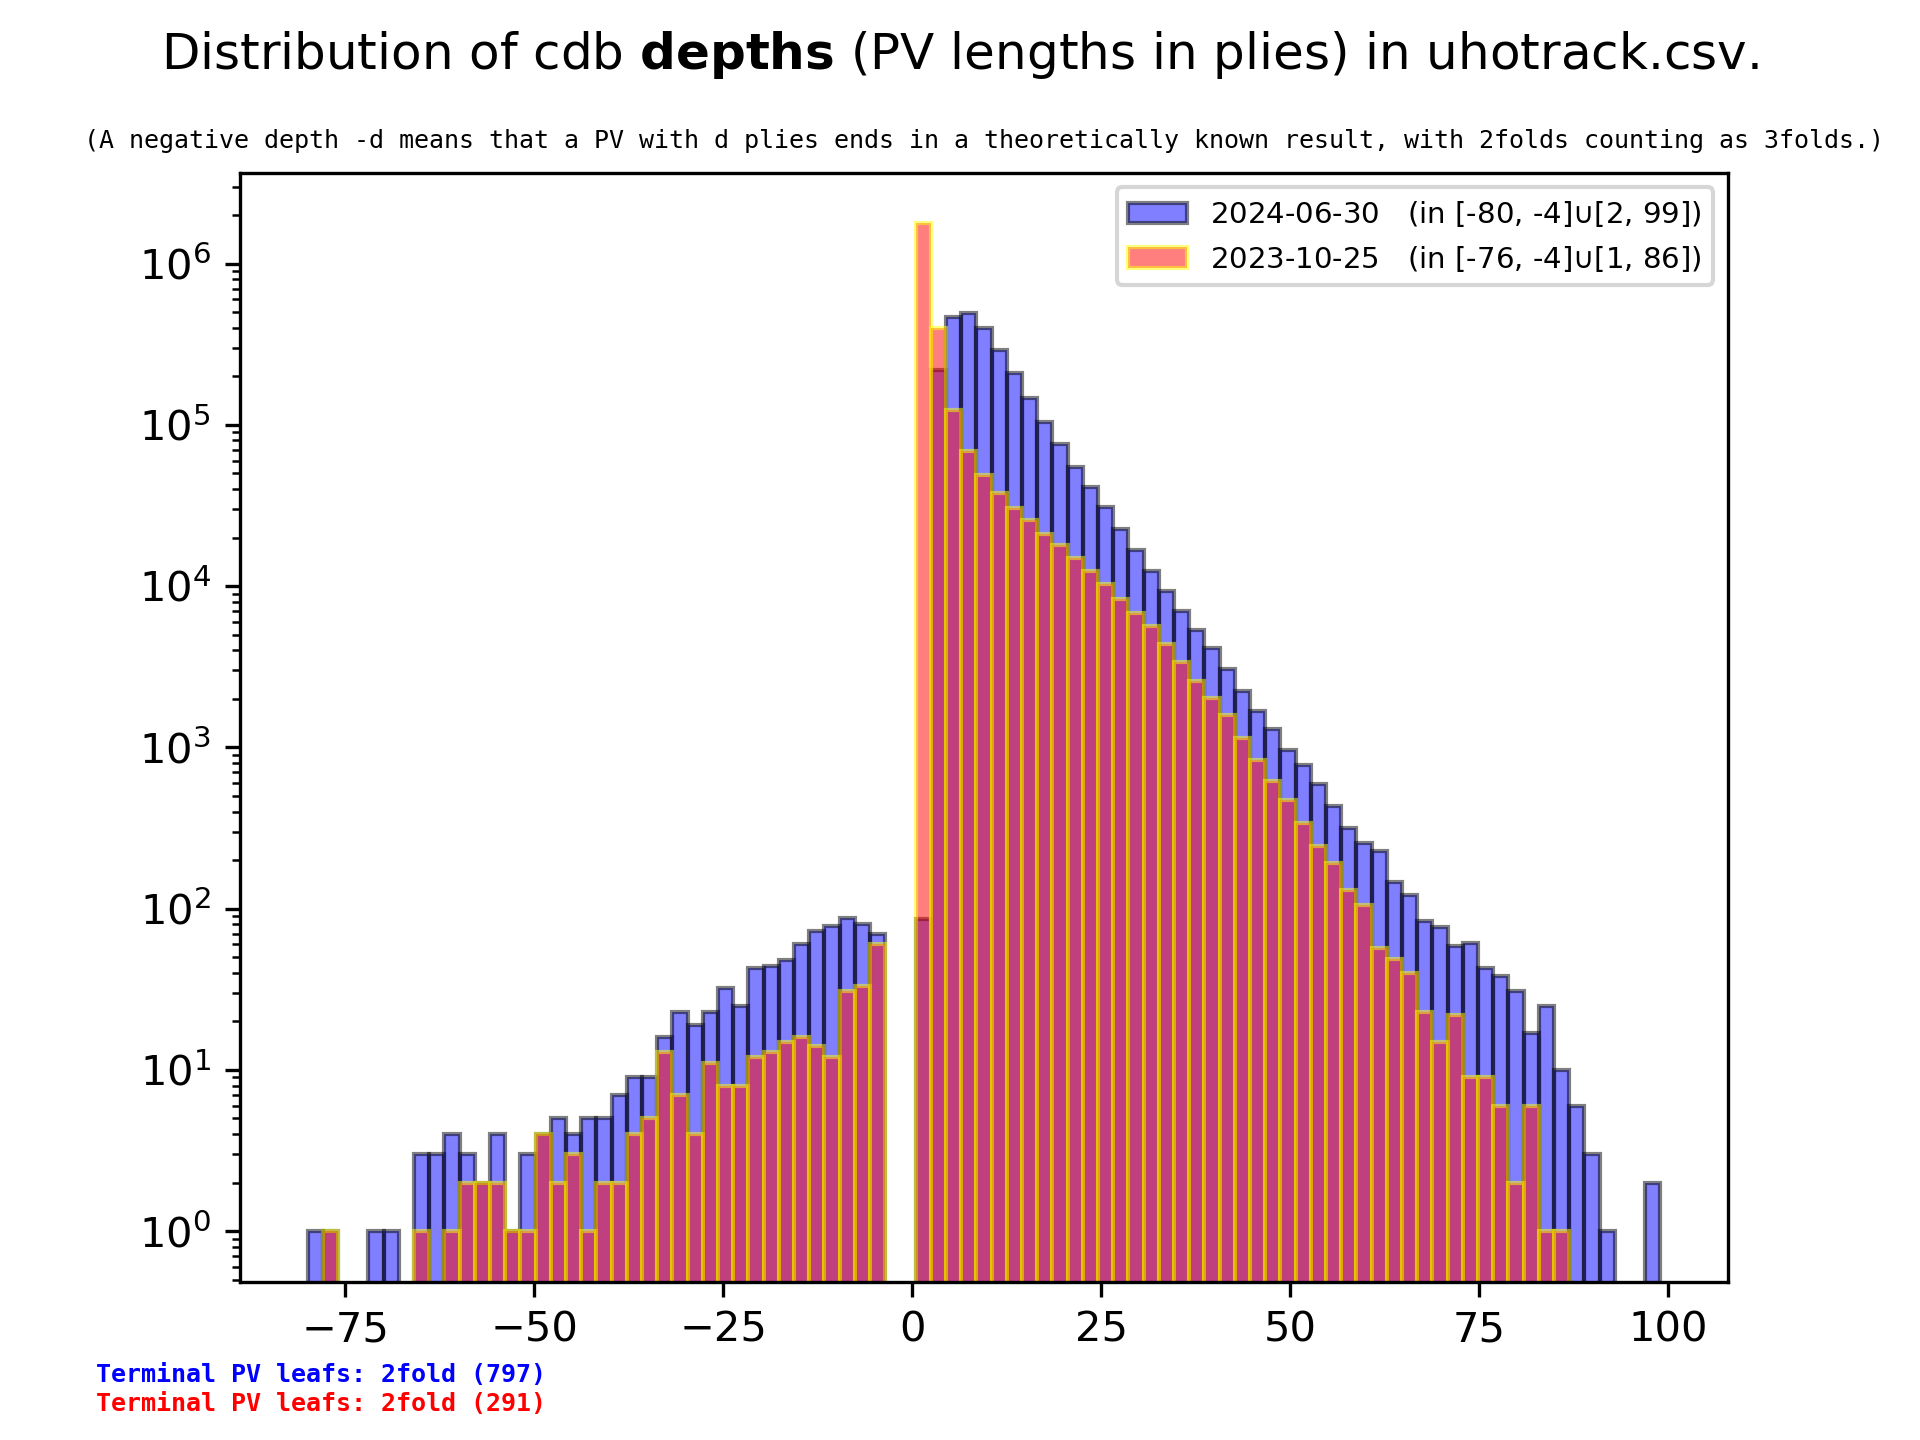 Distribution of cdb depths (PV lengths in plies) in uhotrack.csv.
(A negative depth -d means that a PV with d plies ends in a theoretically known result, with 2folds counting as 3folds.)
2024-06-30 (in [-80, -4]∪[2, 99])
2023-10-25 (in [-76, -4]∪[1, 86])
10⁶
10⁵
10⁴
10³
10²
10¹
10⁰
−75 −50 −25 0 25 50 75 100
Terminal PV leafs: 2fold (797)
Terminal PV leafs: 2fold (291)